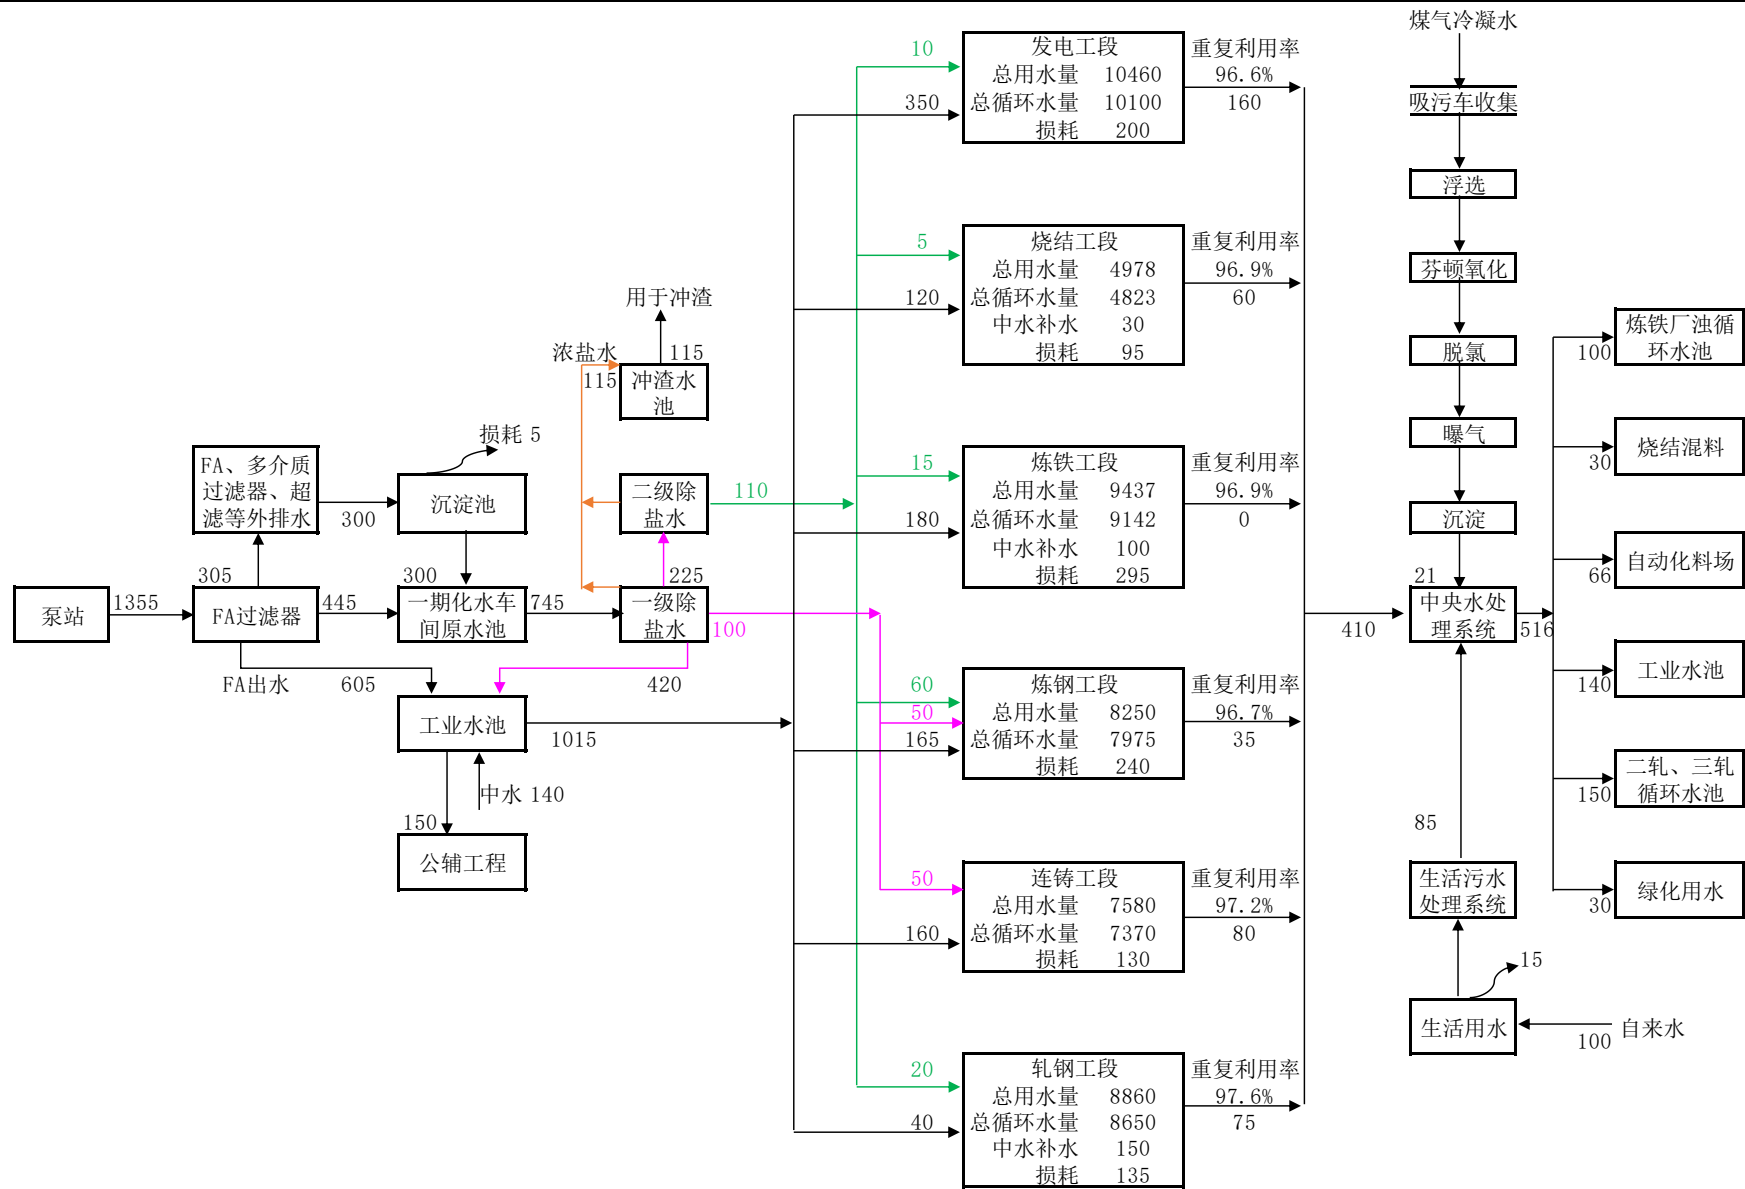 煤气冷凝水
吸污车收集
浮选
芬顿氧化
脱氯
曝气
沉淀
21
中央水处
理系统
516
410
85
生活污水
处理系统
15
生活用水
100
自来水
10
350
发电工段
总用水量 10460
总循环水量 10100
损耗 200
重复利用率
96.6%
160
5
120
烧结工段
总用水量 4978
总循环水量 4823
中水补水 30
损耗 95
重复利用率
96.9%
60
15
180
炼铁工段
总用水量 9437
总循环水量 9142
中水补水 100
损耗 295
重复利用率
96.9%
0
60
50
165
炼钢工段
总用水量 8250
总循环水量 7975
损耗 240
重复利用率
96.7%
35
50
160
连铸工段
总用水量 7580
总循环水量 7370
损耗 130
重复利用率
97.2%
80
20
40
轧钢工段
总用水量 8860
总循环水量 8650
中水补水 150
损耗 135
重复利用率
97.6%
75
用于冲渣
浓盐水
115
115
冲渣水
池
二级除
盐水
110
225
一级除
盐水
100
420
损耗 5
FA、多介质
过滤器、超
滤等外排水
300
沉淀池
305
300
泵站
1355
FA过滤器
445
一期化水车
间原水池
745
FA出水
605
工业水池
1015
中水 140
150
公辅工程
100
炼铁厂浊循
环水池
30
烧结混料
66
自动化料场
140
工业水池
150
二轧、三轧
循环水池
30
绿化用水